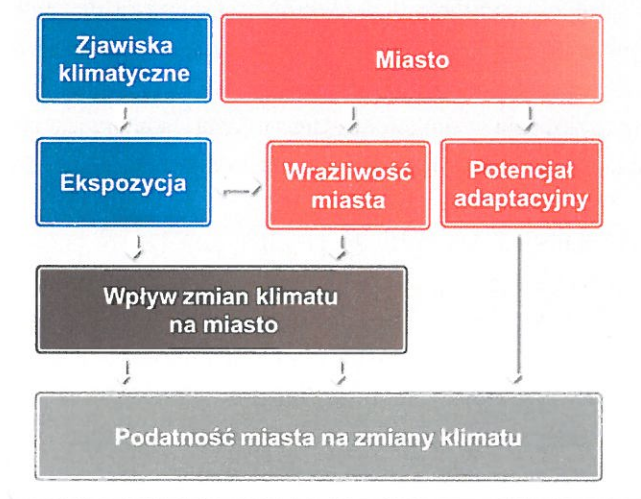 Zjawiska
klimatyczne
Miasto
Ekspozycja
Wrażliwość
miasta
Potencjał
adaptacyjny
Wpływ zmian klimatu
na miasto
Podatność miasta na zmiany klimatu